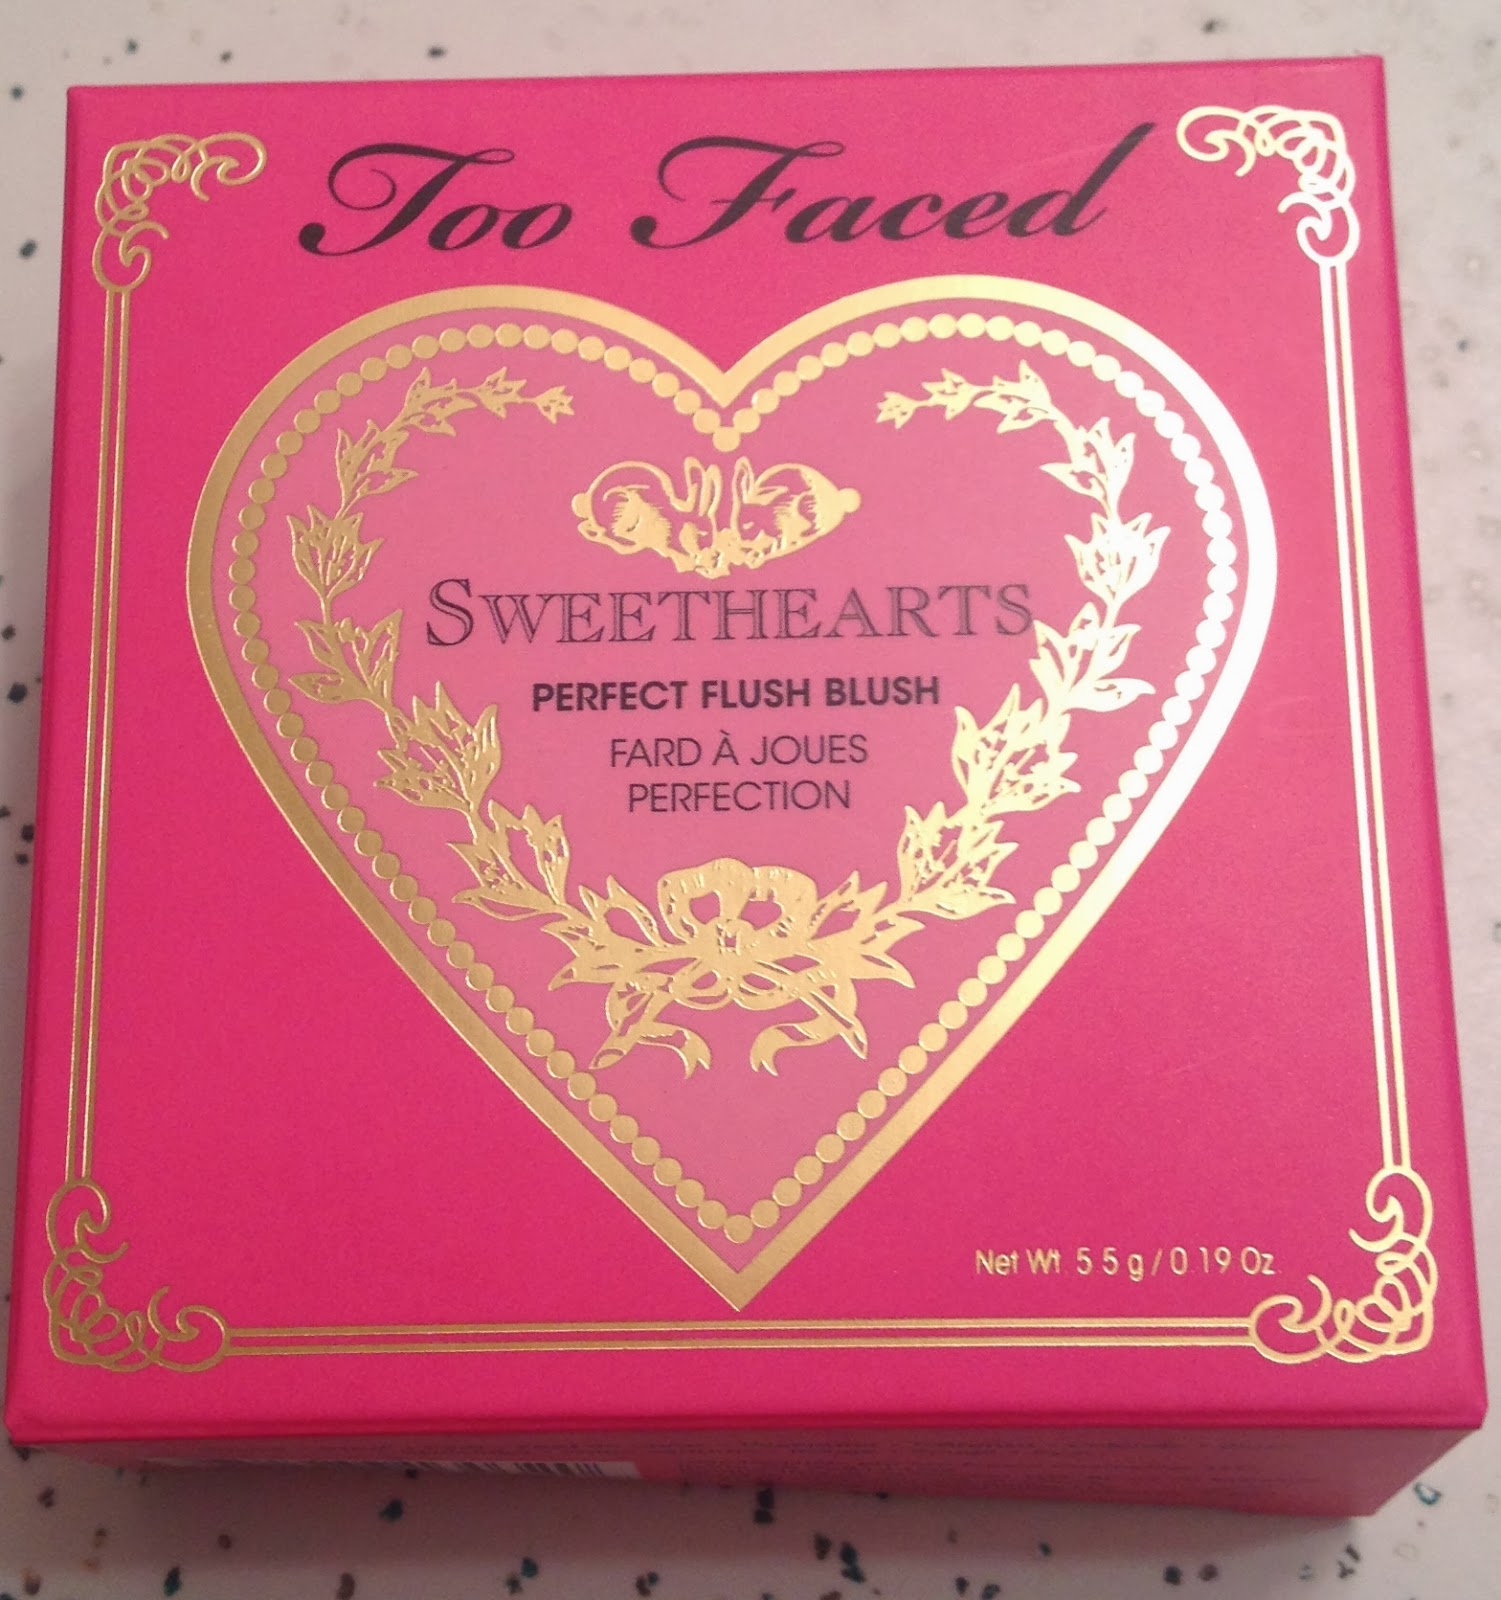 Too Faced
SWEETHEARTS
PERFECT FLUSH BLUSH
FARD À JOUES
PERFECTION
Net Wt. 5.5 g / 0.19 Oz.